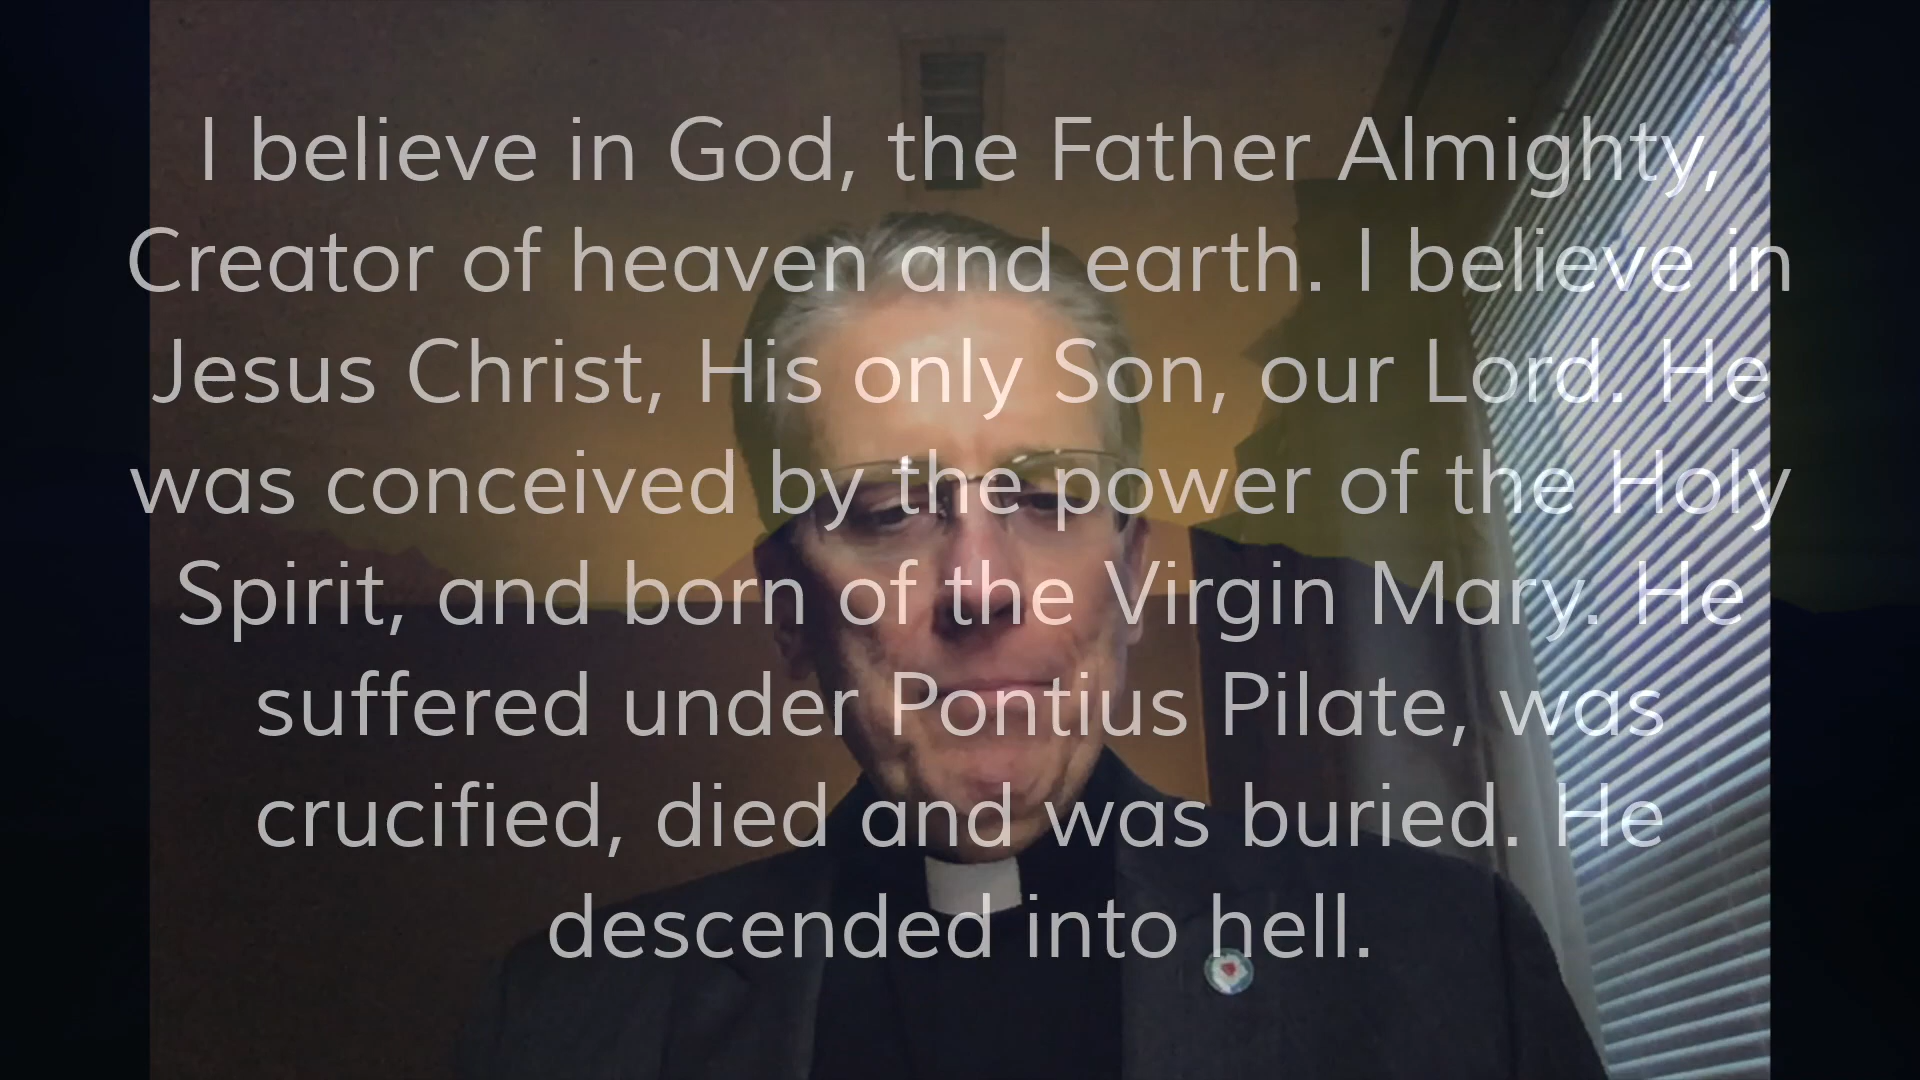 I believe in God, the Father Almighty,
Creator of heaven and earth. I believe in
Jesus Christ, His only Son, our Lord. He
was conceived by the power of the Holy
Spirit, and born of the Virgin Mary. He
suffered under Pontius Pilate, was
crucified, died and was buried. He
descended into hell.